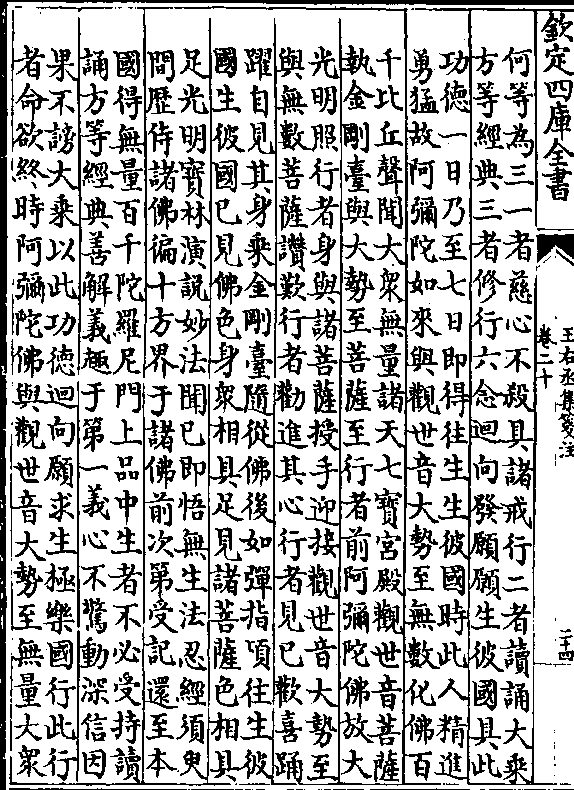 欽定四庫全書
王右丞集箋注
卷二十
二十四
何等為三一者慈心不殺具諸戒行二者讀誦大乘
方等經典三者修行六念迴向發願願生彼國具此
功德一日乃至七日即得往生生彼國時此人精進
勇猛故阿彌陀如來與觀世音大勢至無數化佛百
千比丘聲聞大衆無量諸天七寶宮殿觀世音菩薩
執金剛臺與大勢至菩薩至行者前阿彌陀佛放大
光明照行者身與諸菩薩授手迎接觀世音大勢至
與無數菩薩讚歎行者勸進其心行者見已歡喜踊
躍自見其身乘金剛臺隨從佛後如彈指頃往生彼
國生彼國已見佛色身衆相具足見諸菩薩色相具
足光明寶林演說妙法聞已即悟無生法忍經須臾
間歷侍諸佛徧十方界于諸佛前次第受記還至本
國得無量百千陀羅尼門上品中生者不必受持讀
誦方等經典善解義趣于第一義心不驚動深信因
果不謗大乘以此功德迴向願求生極樂國行此行
者命欲終時阿彌陀佛與觀世音大勢至無量大衆